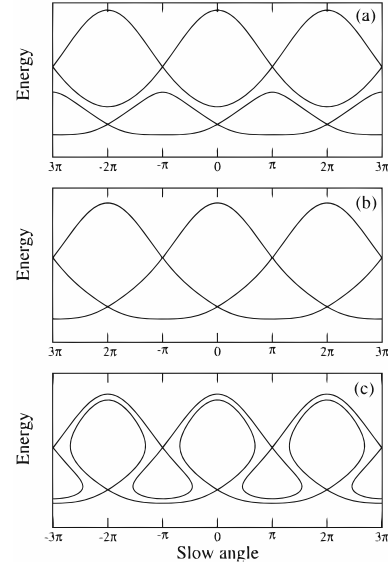 (a)
Energy
3π -2π -π 0 π 2π 3π
(b)
Energy
3π -2π -π 0 π 2π 3π
(c)
Energy
-3π -2π -π 0 π 2π 3π
Slow angle